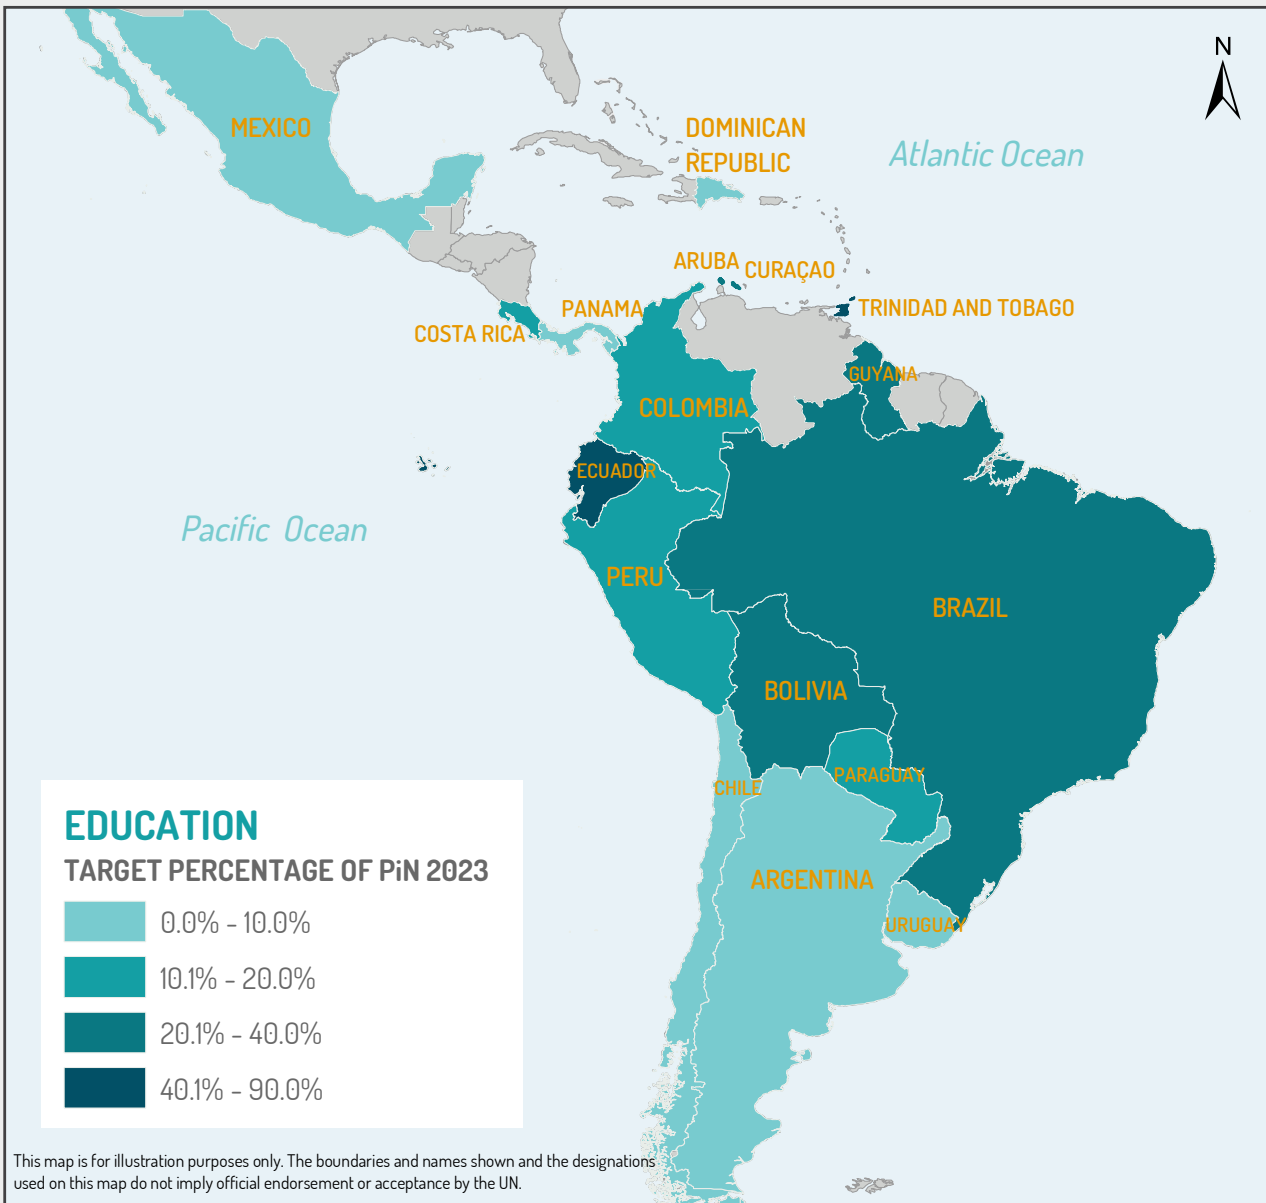 N
MEXICO
DOMINICAN
REPUBLIC
Atlantic Ocean
ARUBA
CURAÇAO
PANAMA
TRINIDAD AND TOBAGO
COSTA RICA
GUYANA
COLOMBIA
ECUADOR
Pacific Ocean
PERU
BRAZIL
BOLIVIA
PARAGUAY
CHILE
ARGENTINA
URUGUAY
EDUCATION
TARGET PERCENTAGE OF PiN 2023
0.0% - 10.0%
10.1% - 20.0%
20.1% - 40.0%
40.1% - 90.0%
This map is for illustration purposes only. The boundaries and names shown and the designations
used on this map do not imply official endorsement or acceptance by the UN.